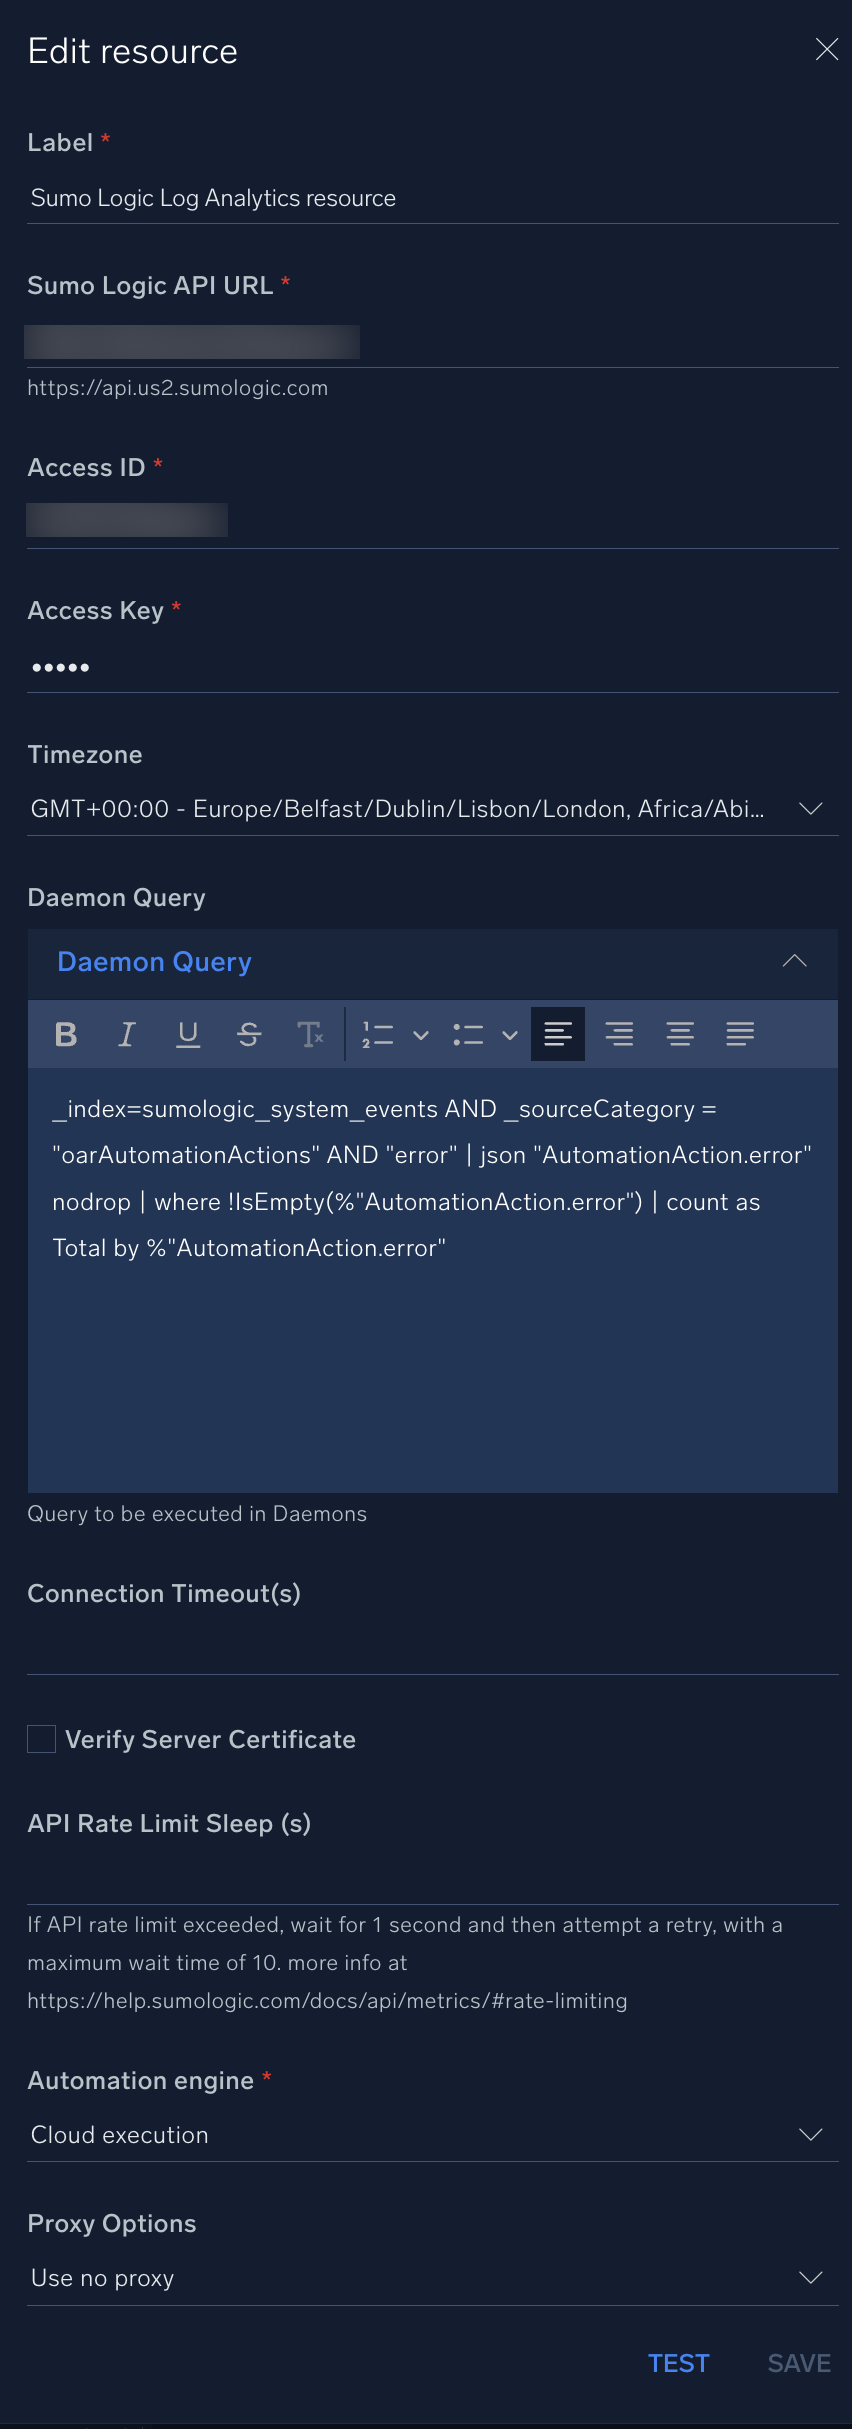 Edit resource
Label *
Sumo Logic Log Analytics resource
Sumo Logic API URL *
https://api.us2.sumologic.com
Access ID *
Access Key *
•••••
Timezone
GMT+00:00 - Europe/Belfast/Dublin/Lisbon/London, Africa/Abi...
Daemon Query
Daemon Query
_index=sumologic_system_events AND _sourceCategory =
"oarAutomationActions" AND "error" | json "AutomationAction.error"
nodrop | where !IsEmpty(%"AutomationAction.error") | count as
Total by %"AutomationAction.error"
Query to be executed in Daemons
Connection Timeout(s)
Verify Server Certificate
API Rate Limit Sleep (s)
If API rate limit exceeded, wait for 1 second and then attempt a retry, with a
maximum wait time of 10. more info at
https://help.sumologic.com/docs/api/metrics/#rate-limiting
Automation engine *
Cloud execution
Proxy Options
Use no proxy
TEST SAVE